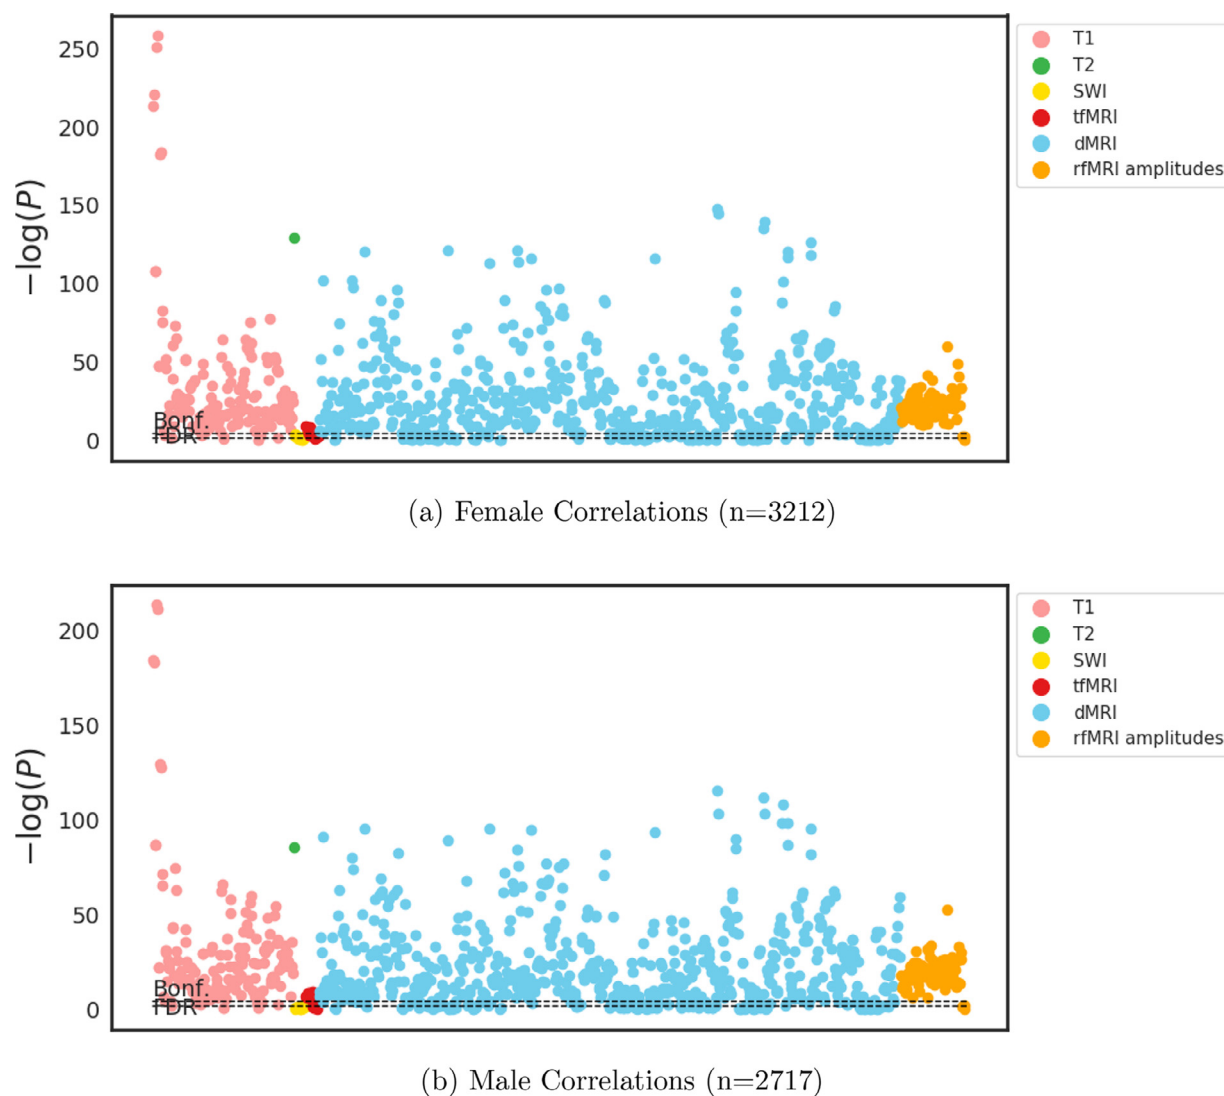 250
200
150
100
50
0
−log(P)
Bonf.
FDR
T1
T2
SWI
tfMRI
dMRI
rfMRI amplitudes
(a) Female Correlations (n=3212)
200
150
100
50
0
−log(P)
Bonf.
FDR
T1
T2
SWI
tfMRI
dMRI
rfMRI amplitudes
(b) Male Correlations (n=2717)